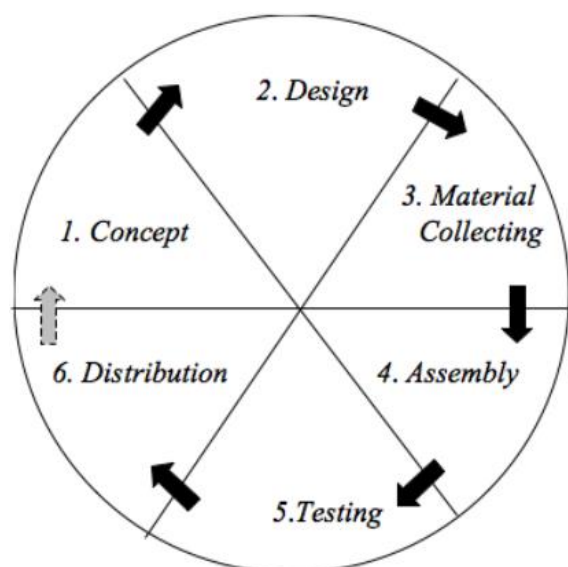 1. Concept
2. Design
3. Material
Collecting
4. Assembly
5.Testing
6. Distribution